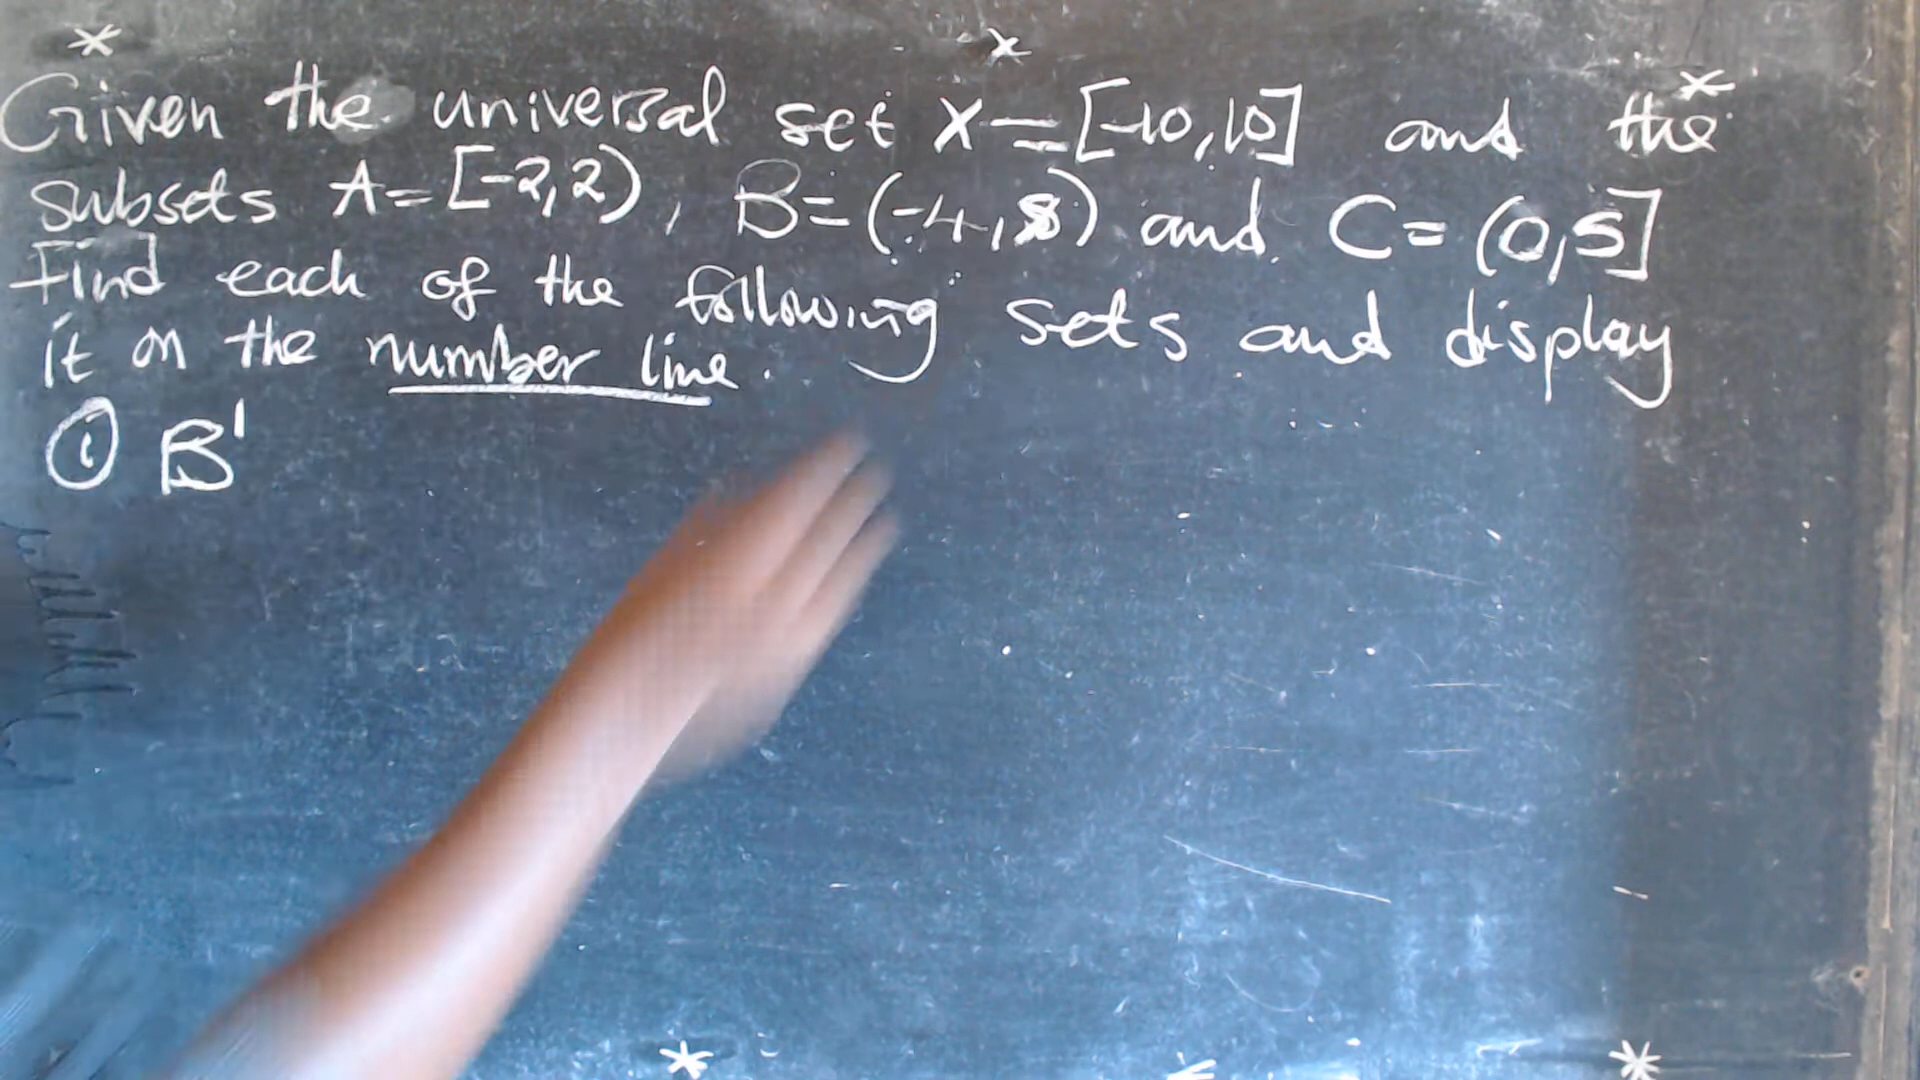 Given the universal set X = [-10,10] and the
subsets A = [-2,2), B = (-4,8) and C = (0,5]
Find each of the following sets and display
it on the number line.
(i) B'